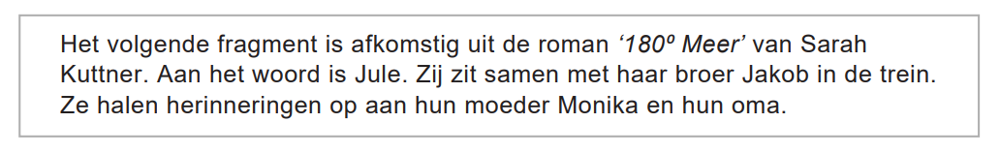 Het volgende fragment is afkomstig uit de roman ‘180º Meer’ van Sarah
Kuttner. Aan het woord is Jule. Zij zit samen met haar broer Jakob in de trein.
Ze halen herinneringen op aan hun moeder Monika en hun oma.